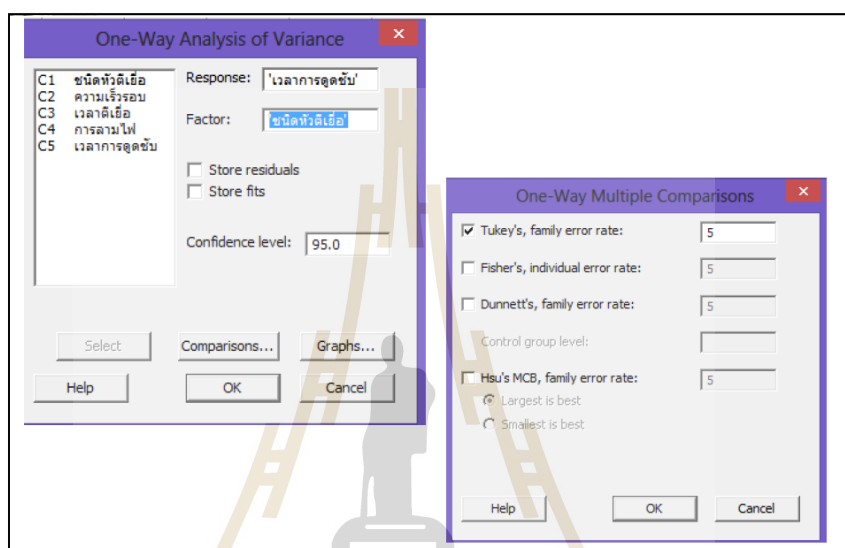 One-Way Analysis of Variance
C1 ชนิดหัวตีเยื่อ
C2 ความเร็วรอบ
C3 เวลาตีเยื่อ
C4 การลามไฟ
C5 เวลาการดูดซับ
Response: 'เวลาการดูดซับ'
Factor: 'ชนิดหัวตีเยื่อ'
Store residuals
Store fits
Confidence level: 95.0
Select Comparisons... Graphs...
Help OK Cancel
One-Way Multiple Comparisons
Tukey's, family error rate: 5
Fisher's, individual error rate: 5
Dunnett's, family error rate: 5
Control group level:
Hsu's MCB, family error rate: 5
Largest is best
Smallest is best
Help OK Cancel